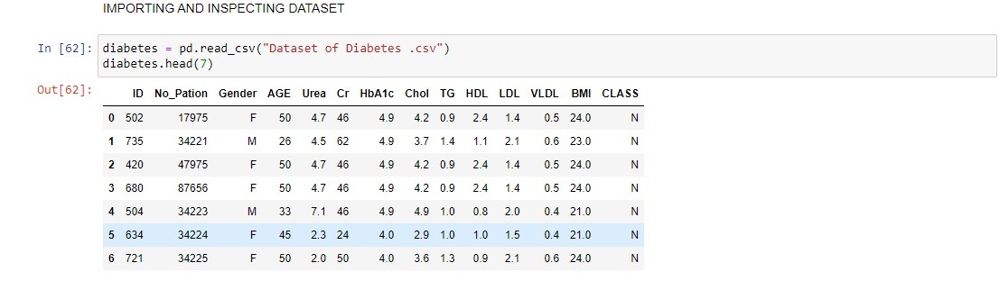 IMPORTING AND INSPECTING DATASET
In [62]: diabetes = pd.read_csv("Dataset of Diabetes .csv")
diabetes.head(7)
Out[62]:
ID No_Pation Gender AGE Urea Cr HbA1c Chol TG HDL LDL VLDL BMI CLASS
0 502 17975 F 50 4.7 46 4.9 4.2 0.9 2.4 1.4 0.5 24.0 N
1 735 34221 M 26 4.5 62 4.9 3.7 1.4 1.1 2.1 0.6 23.0 N
2 420 47975 F 50 4.7 46 4.9 4.2 0.9 2.4 1.4 0.5 24.0 N
3 680 87656 F 50 4.7 46 4.9 4.2 0.9 2.4 1.4 0.5 24.0 N
4 504 34223 M 33 7.1 46 4.9 4.9 1.0 0.8 2.0 0.4 21.0 N
5 634 34224 F 45 2.3 24 4.0 2.9 1.0 1.0 1.5 0.4 21.0 N
6 721 34225 F 50 2.0 50 4.0 3.6 1.3 0.9 2.1 0.6 24.0 N